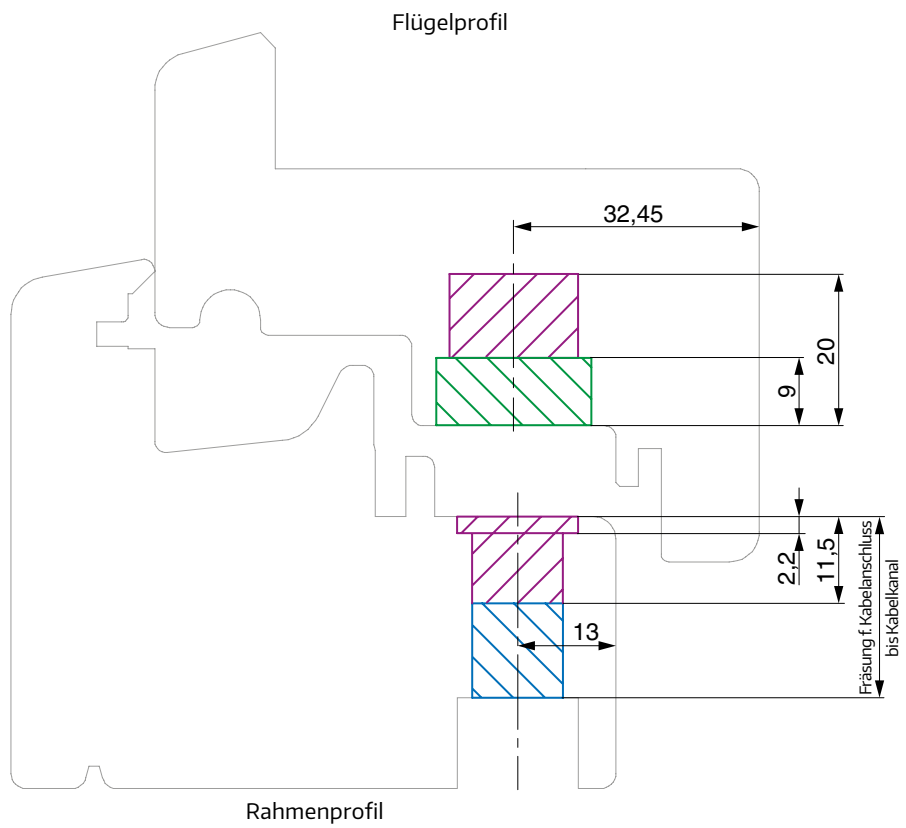 Flügelprofil
32,45
20
9
2,2
11,5
Fräsung f. Kabelanschluss
bis Kabelkanal
13
Rahmenprofil